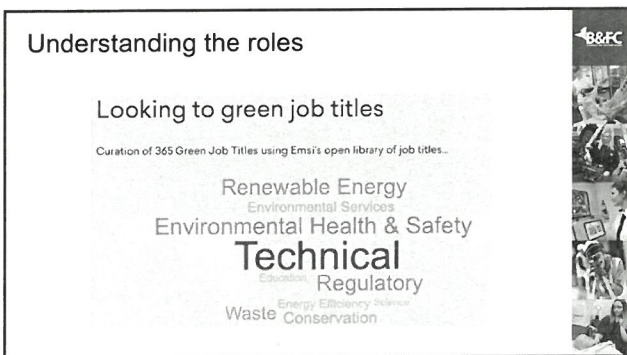 Understanding the roles
B&FC
Looking to green job titles
Curation of 365 Green Job Titles using Emsi's open library of job titles...
Renewable Energy
Environmental Services
Environmental Health & Safety
Technical
Education
Regulatory
Energy Efficiency Science
Waste Conservation